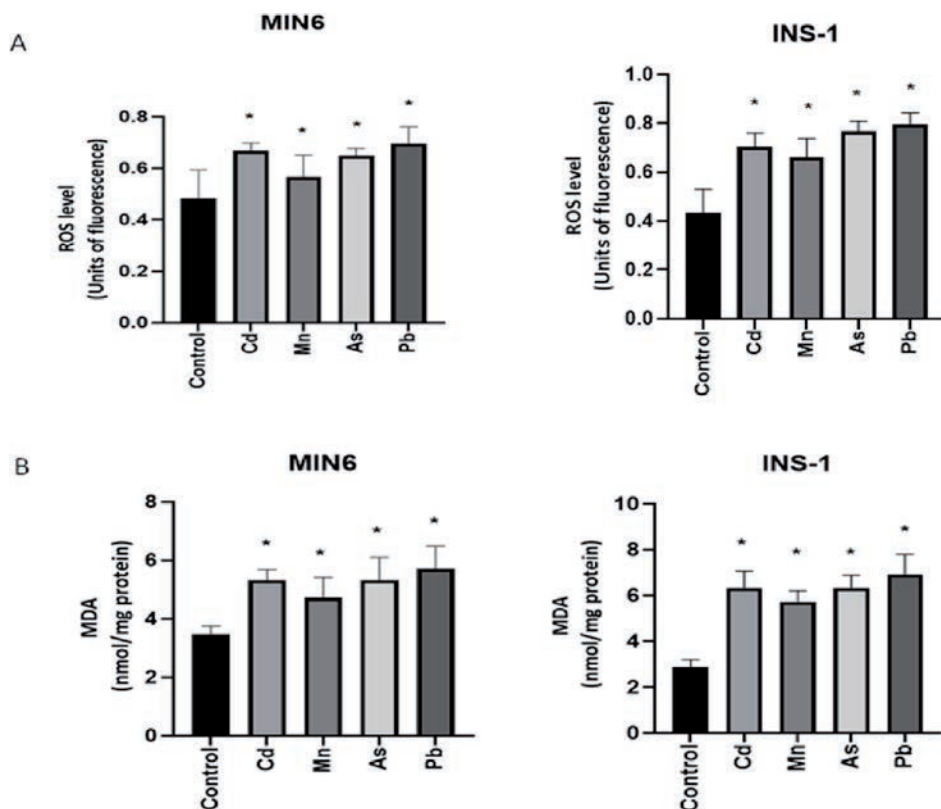 A
MIN6
ROS level
(Units of fluorescence)
0.8
0.6
0.4
0.2
0.0
* * * *
Control
Cd
Mn
As
Pb
INS-1
ROS level
(Units of fluorescence)
1.0
0.8
0.6
0.4
0.2
0.0
* * * *
Control
Cd
Mn
As
Pb
B
MIN6
MDA
(nmol/mg protein)
8
6
4
2
0
* * * *
Control
Cd
Mn
As
Pb
INS-1
MDA
(nmol/mg protein)
10
8
6
4
2
0
* * * *
Control
Cd
Mn
As
Pb